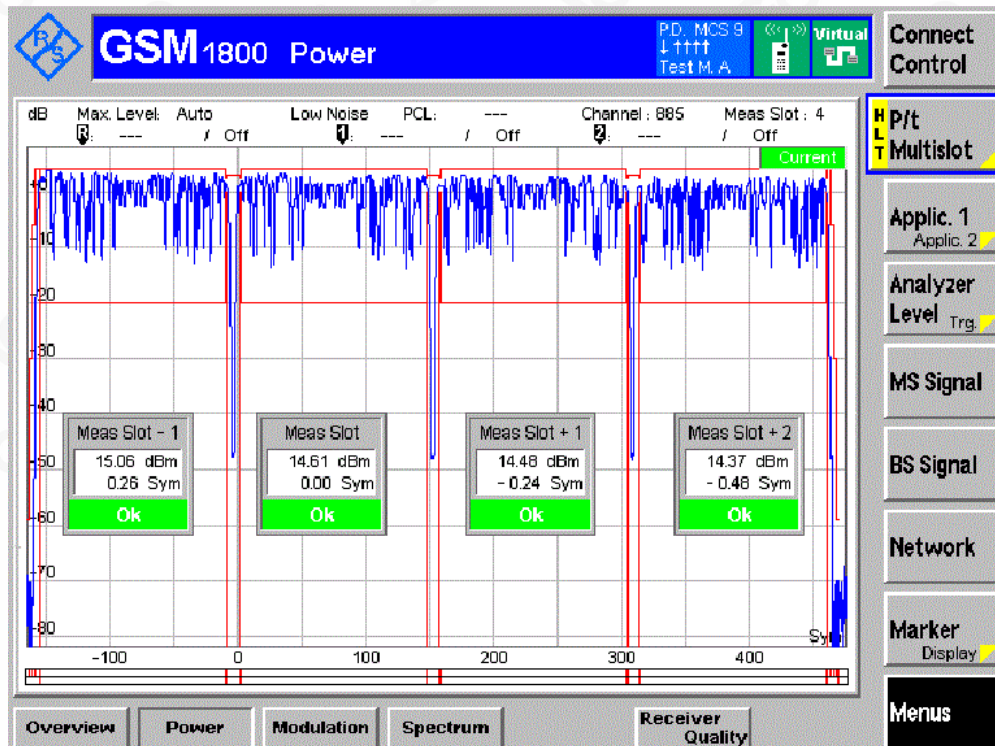 R S
GSM1800 Power
P.D. MCS 9
↓ ↑↑↑↑
Test M. A.
Virtual
Connect
Control
dB Max. Level: Auto Low Noise PCL: --- Channel : 885 Meas Slot : 4
R: --- / Off 1: --- / Off 2: --- / Off
HLT
P/t
Multislot
Current
Applic. 1
Applic. 2
Analyzer
Level Trg.
MS Signal
BS Signal
Network
Marker
Display
Menus
+0
-10
-20
-30
-40
-50
-60
-70
-80
Meas Slot - 1
15.06 dBm
0.26 Sym
Ok
Meas Slot
14.61 dBm
0.00 Sym
Ok
Meas Slot + 1
14.48 dBm
- 0.24 Sym
Ok
Meas Slot + 2
14.37 dBm
- 0.48 Sym
Ok
-100 0 100 200 300 400
Overview Power Modulation Spectrum Receiver
Quality